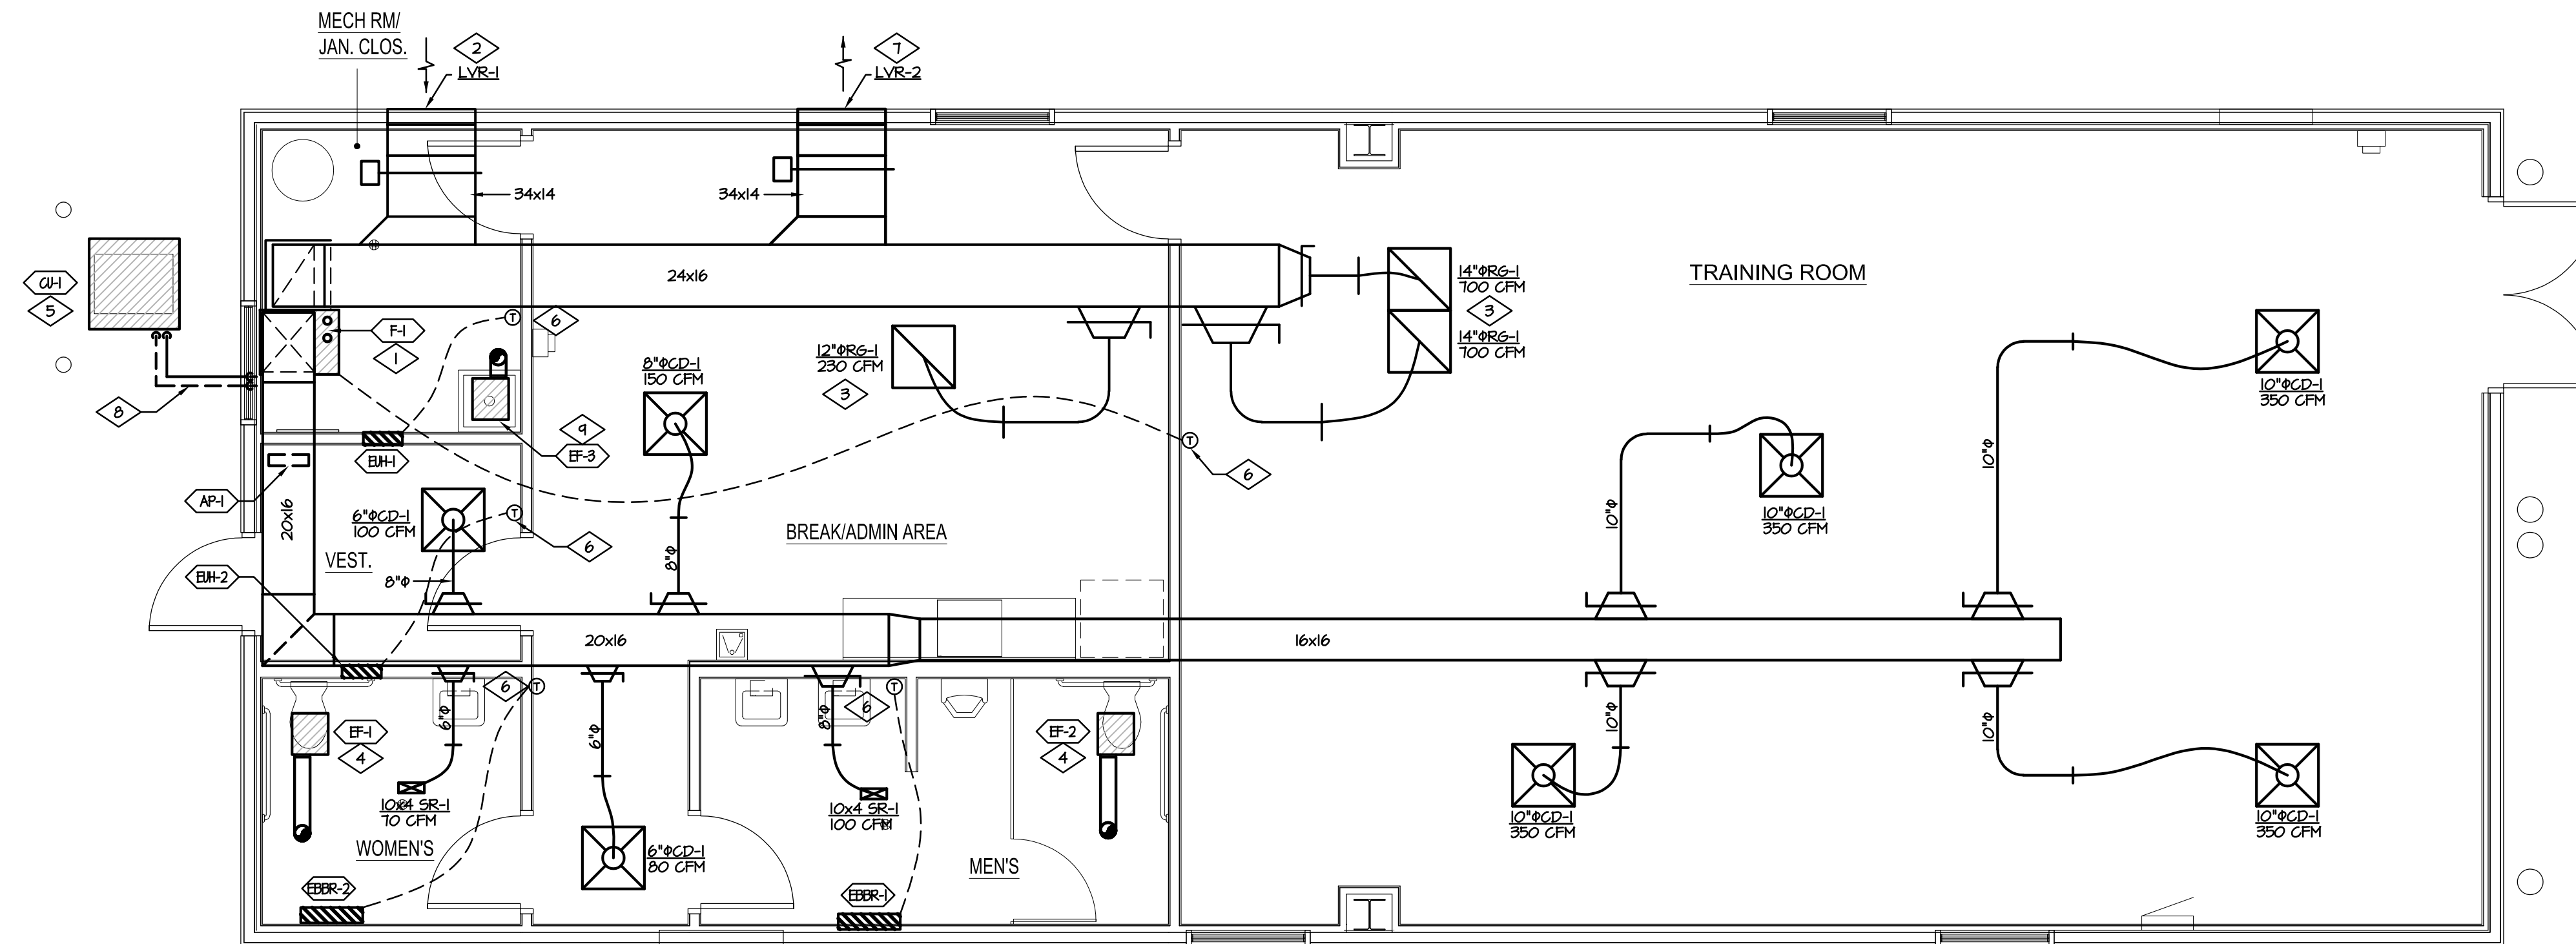 MECH RM/
JAN. CLOS.
2
LVR-1
7
LVR-2
34x14
34x14
24x16
CU-1
5
F-1
1
T
6
8
EUH-1
AP-1
20x16
9
EF-3
8"ΦCD-1
150 CFM
12"ΦRG-1
230 CFM
3
14"ΦRG-1
700 CFM
3
14"ΦRG-1
700 CFM
TRAINING ROOM
T
6
10"ΦCD-1
350 CFM
10"Φ
10"Φ
10"ΦCD-1
350 CFM
6"ΦCD-1
100 CFM
T
6
VEST.
8"Φ
8"Φ
BREAK/ADMIN AREA
EUH-2
20x16
16x16
6
T
6"Φ
6"Φ
8"Φ
6
T
10"Φ
10"Φ
EF-1
4
EF-2
4
10x4 SR-1
70 CFM
10x4 SR-1
100 CFM
10"ΦCD-1
350 CFM
10"ΦCD-1
350 CFM
WOMEN'S
6"ΦCD-1
80 CFM
MEN'S
EBBR-2
EBBR-1